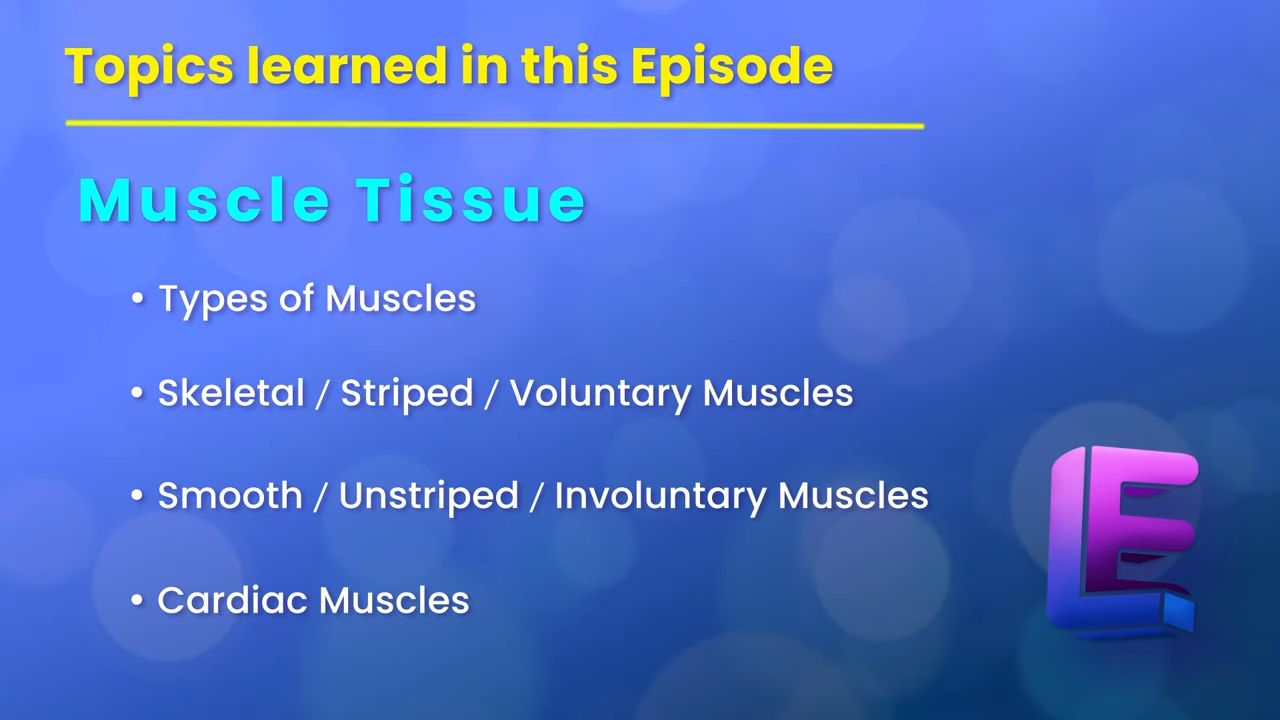 Topics learned in this Episode
Muscle Tissue
• Types of Muscles
• Skeletal / Striped / Voluntary Muscles
• Smooth / Unstriped / Involuntary Muscles
• Cardiac Muscles